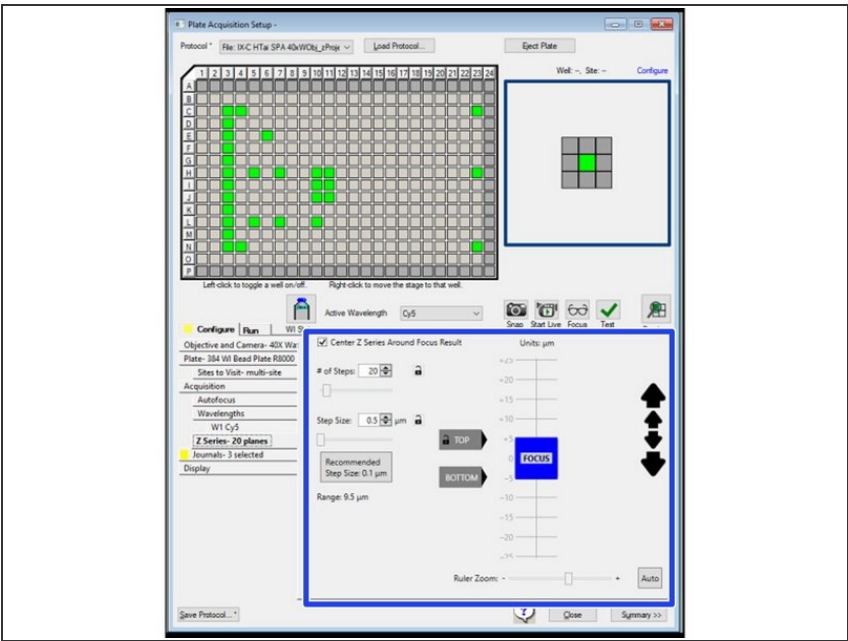 Plate Acquisition Setup -
Protocol * File: IX-C HTai SPA 40xWObj_zProje Load Protocol... Eject Plate
Well: --, Site: -- Configure
1 2 3 4 5 6 7 8 9 10 11 12 13 14 15 16 17 18 19 20 21 22 23 24
A
B
C
D
E
F
G
H
I
J
K
L
M
N
O
P
Left-click to toggle a well on/off. Right-click to move the stage to that well.
Active Wavelength Cy5
Snap Start Live Focus Test
Configure Run
Objective and Camera- 40X
Plate- 384 WI Bead Plate R8000
Sites to Visit- multi-site
Acquisition
Autofocus
Wavelengths
W1 Cy5
Z Series- 20 planes
Journals- 3 selected
Display
Center Z Series Around Focus Result Units: µm
# of Steps: 20
Step Size: 0.5 µm
Recommended
Step Size: 0.1 µm
Range: 9.5 µm
TOP
BOTTOM
+25
+20
+15
+10
+5
0 FOCUS
-5
-10
-15
-20
-25
Ruler Zoom: - + Auto
Save Protocol... * ? Close Summary >>